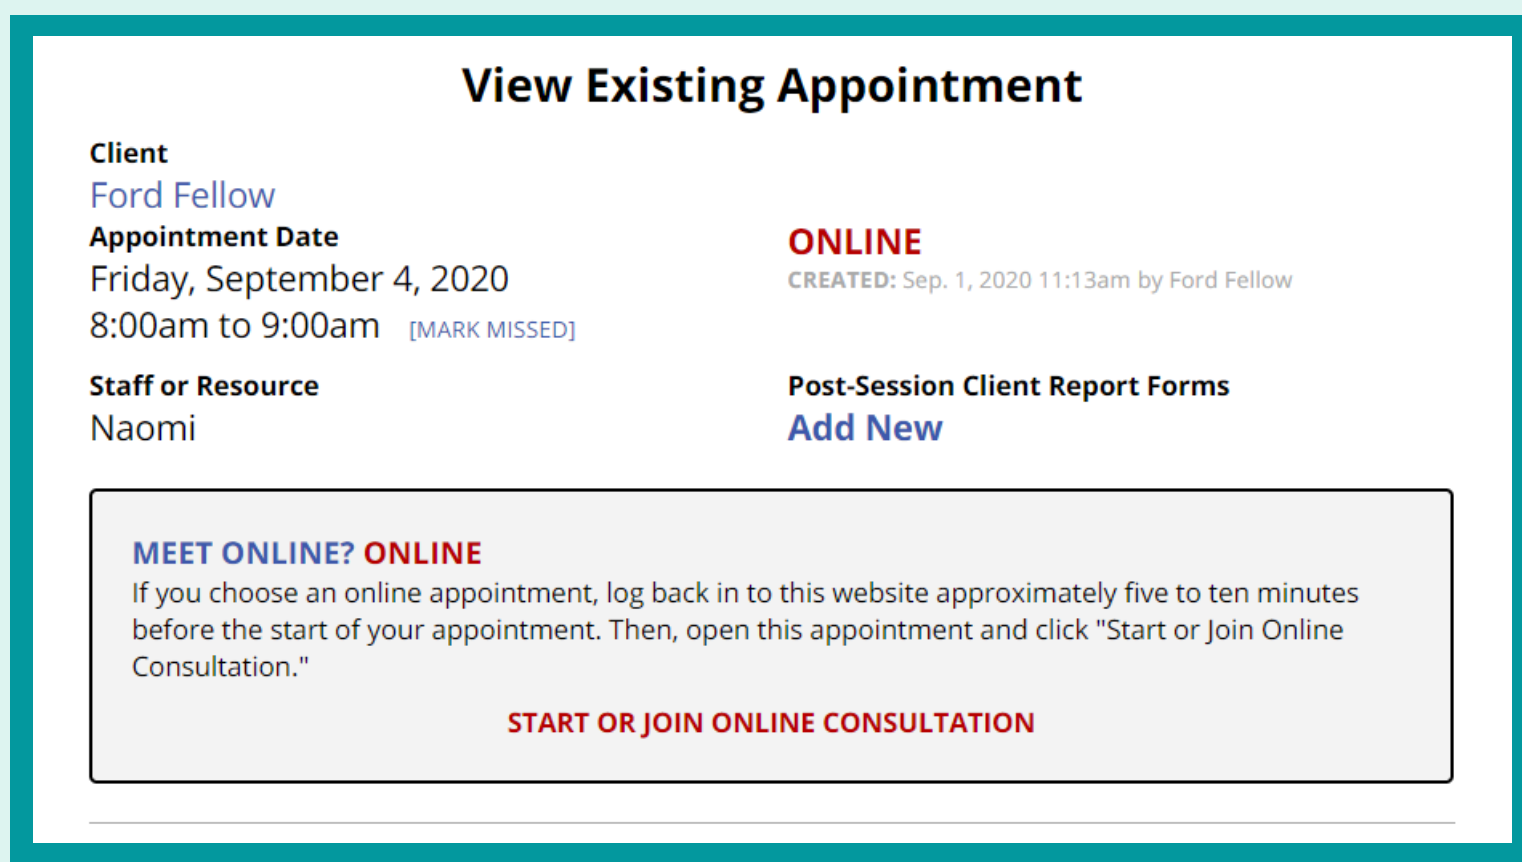 View Existing Appointment
Client
Ford Fellow
Appointment Date
Friday, September 4, 2020
8:00am to 9:00am [MARK MISSED]
ONLINE
CREATED: Sep. 1, 2020 11:13am by Ford Fellow
Staff or Resource
Naomi
Post-Session Client Report Forms
Add New
MEET ONLINE? ONLINE
If you choose an online appointment, log back in to this website approximately five to ten minutes
before the start of your appointment. Then, open this appointment and click "Start or Join Online
Consultation."
START OR JOIN ONLINE CONSULTATION